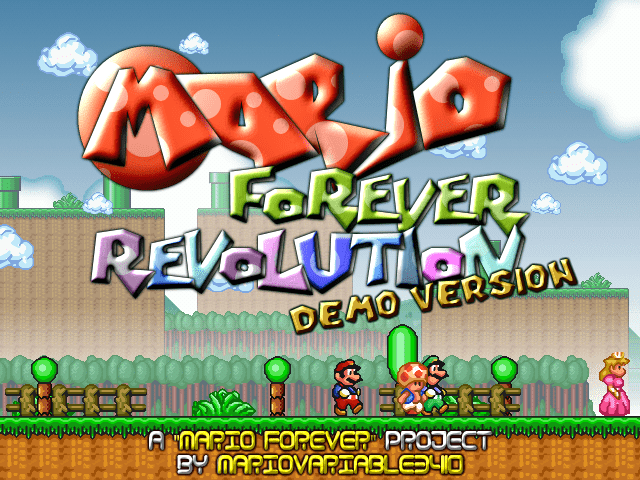 MARIO
FOREVER
REVOLUTION
DEMO VERSION
A "MARIO FOREVER" PROJECT
BY MARIOVARIABLE3410